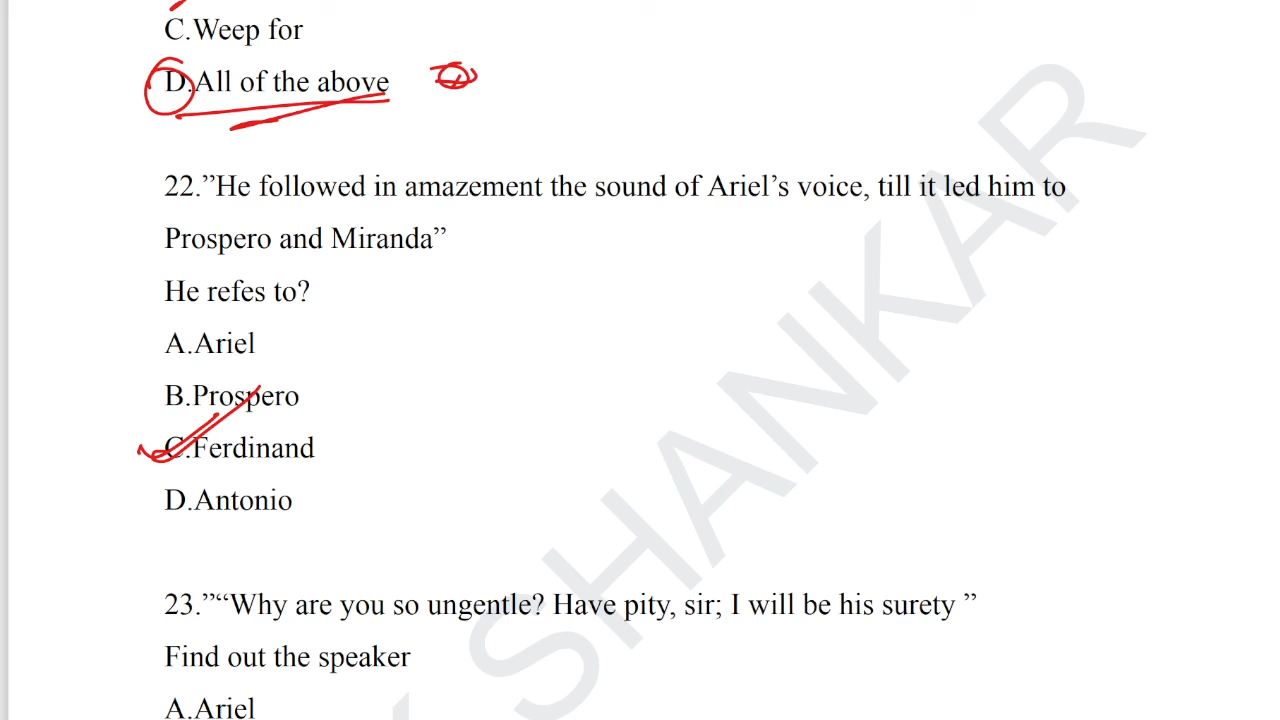 C.Weep for
D.All of the above
22.”He followed in amazement the sound of Ariel’s voice, till it led him to
Prospero and Miranda”
He refes to?
A.Ariel
B.Prospero
C.Ferdinand
D.Antonio
23.”“Why are you so ungentle? Have pity, sir; I will be his surety ”
Find out the speaker
A.Ariel
SHANKAR